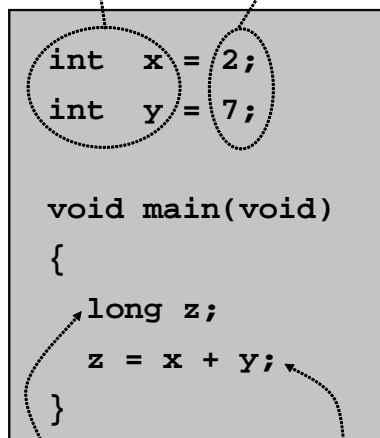 int x = 2;
int y = 7;
void main(void)
{
long z;
z = x + y;
}